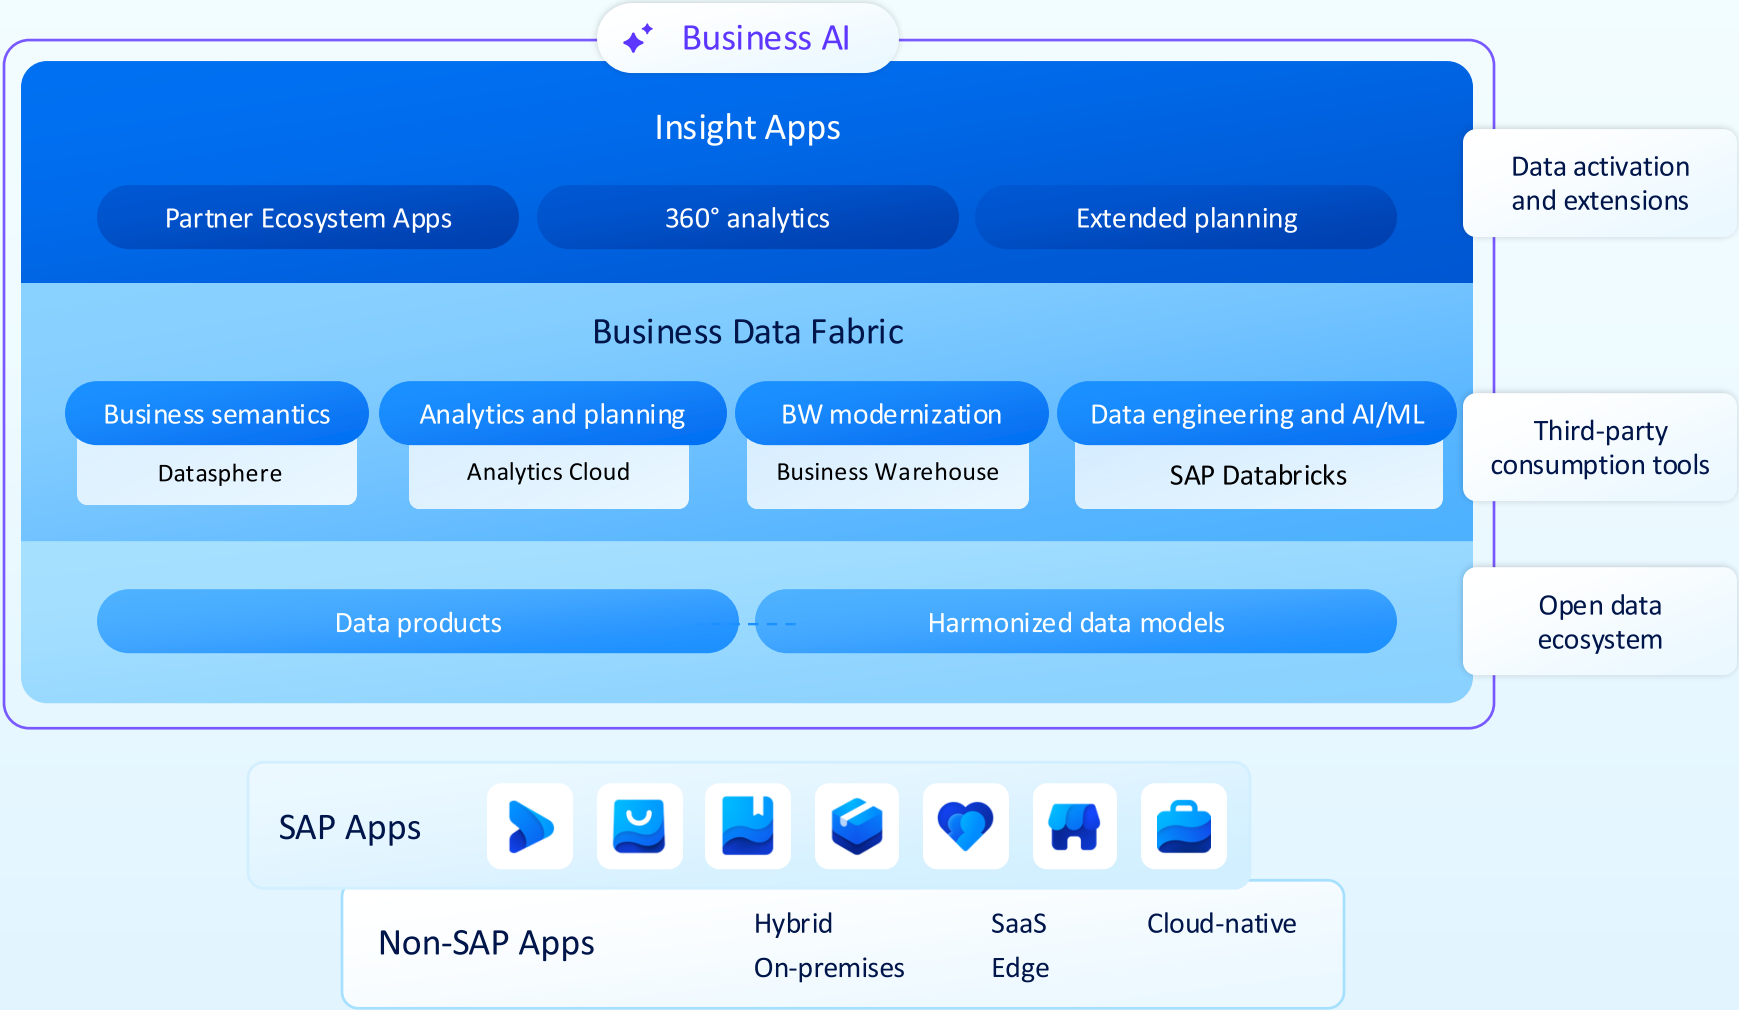 Business AI
Insight Apps
Partner Ecosystem Apps
360° analytics
Extended planning
Data activation
and extensions
Business Data Fabric
Business semantics
Datasphere
Analytics and planning
Analytics Cloud
BW modernization
Business Warehouse
Data engineering and AI/ML
SAP Databricks
Third-party
consumption tools
Data products
Harmonized data models
Open data
ecosystem
SAP Apps
Non-SAP Apps
Hybrid
SaaS
Cloud-native
On-premises
Edge